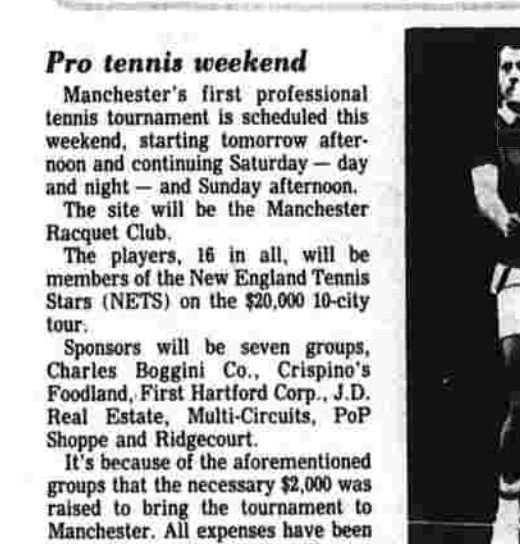 Pro tennis weekend
Manchester's first professional
tennis tournament is scheduled this
weekend, starting tomorrow after-
noon and continuing Saturday — day
and night — and Sunday afternoon.
The site will be the Manchester
Racquet Club.
The players, 16 in all, will be
members of the New England Tennis
Stars (NETS) on the $20,000 10-city
tour.
Sponsors will be seven groups,
Charles Boggini Co., Crispino's
Foodland, First Hartford Corp., J.D.
Real Estate, Multi-Circuits, PoP
Shoppe and Ridgecourt.
It's because of the aforementioned
groups that the necessary $2,000 was
raised to bring the tournament to
Manchester. All expenses have been